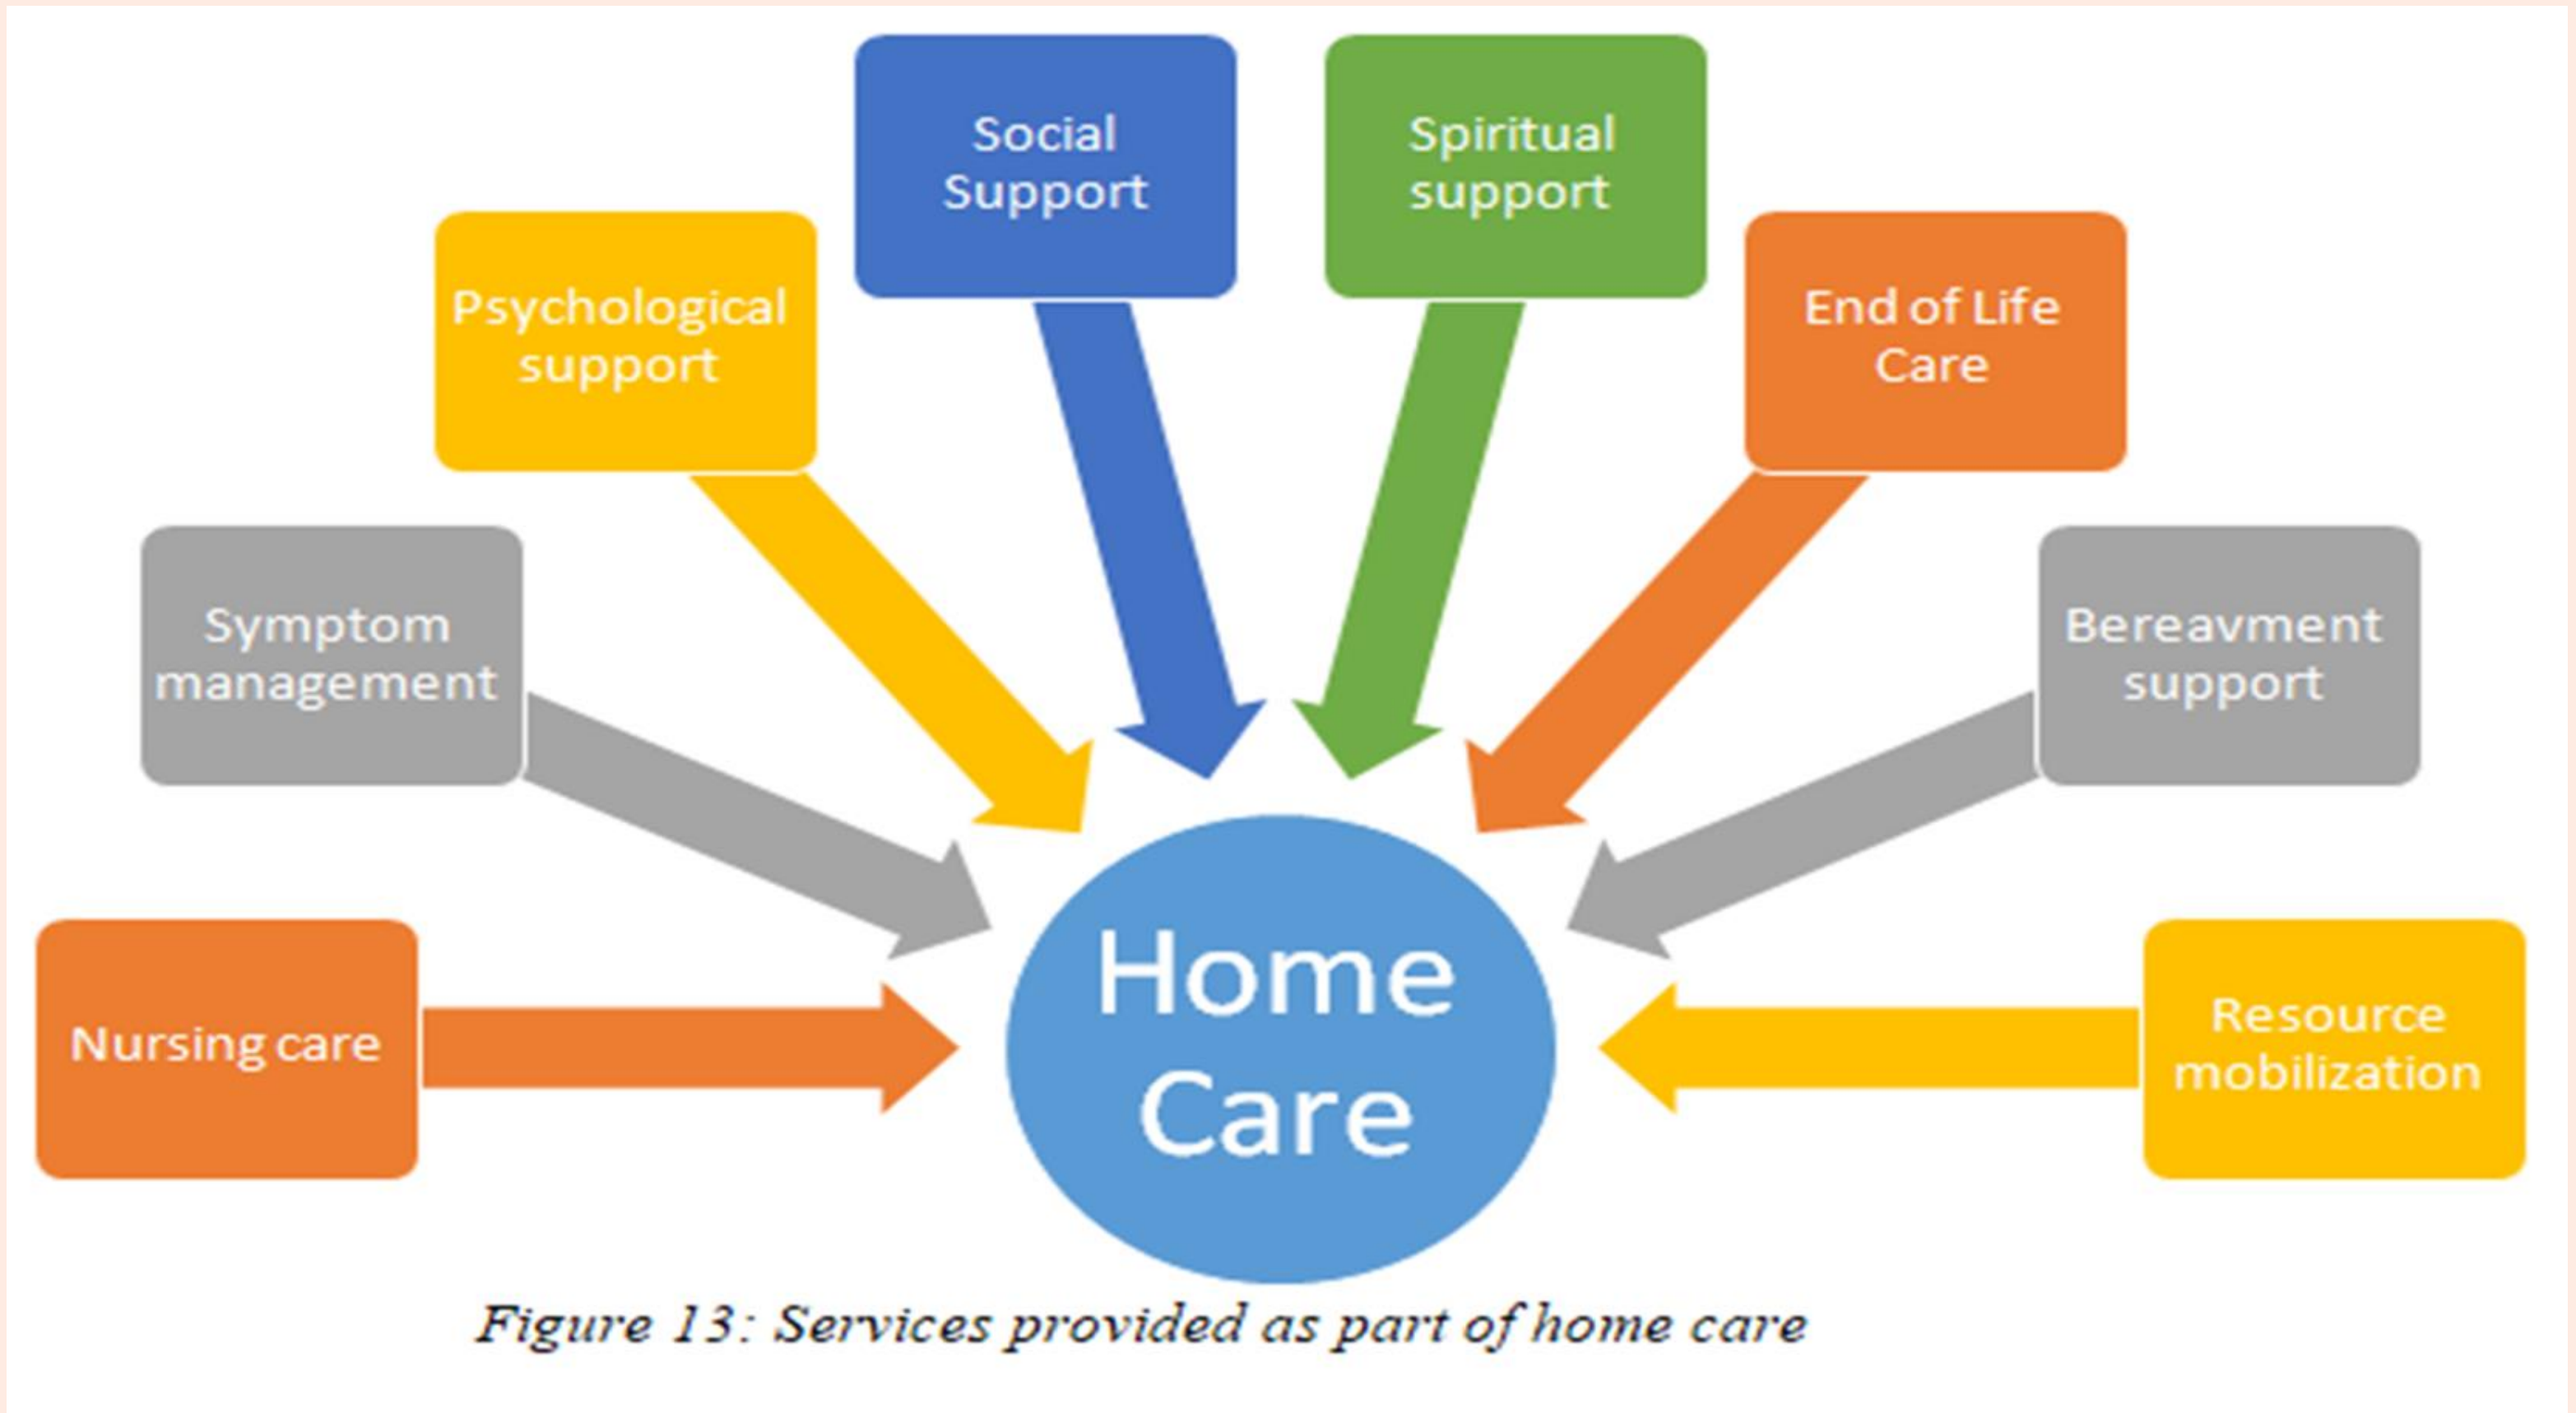 Social
Support
Spiritual
support
Psychological
support
End of Life
Care
Symptom
management
Bereavment
support
Nursing care
Resource
mobilization
Home
Care
Figure 13: Services provided as part of home care